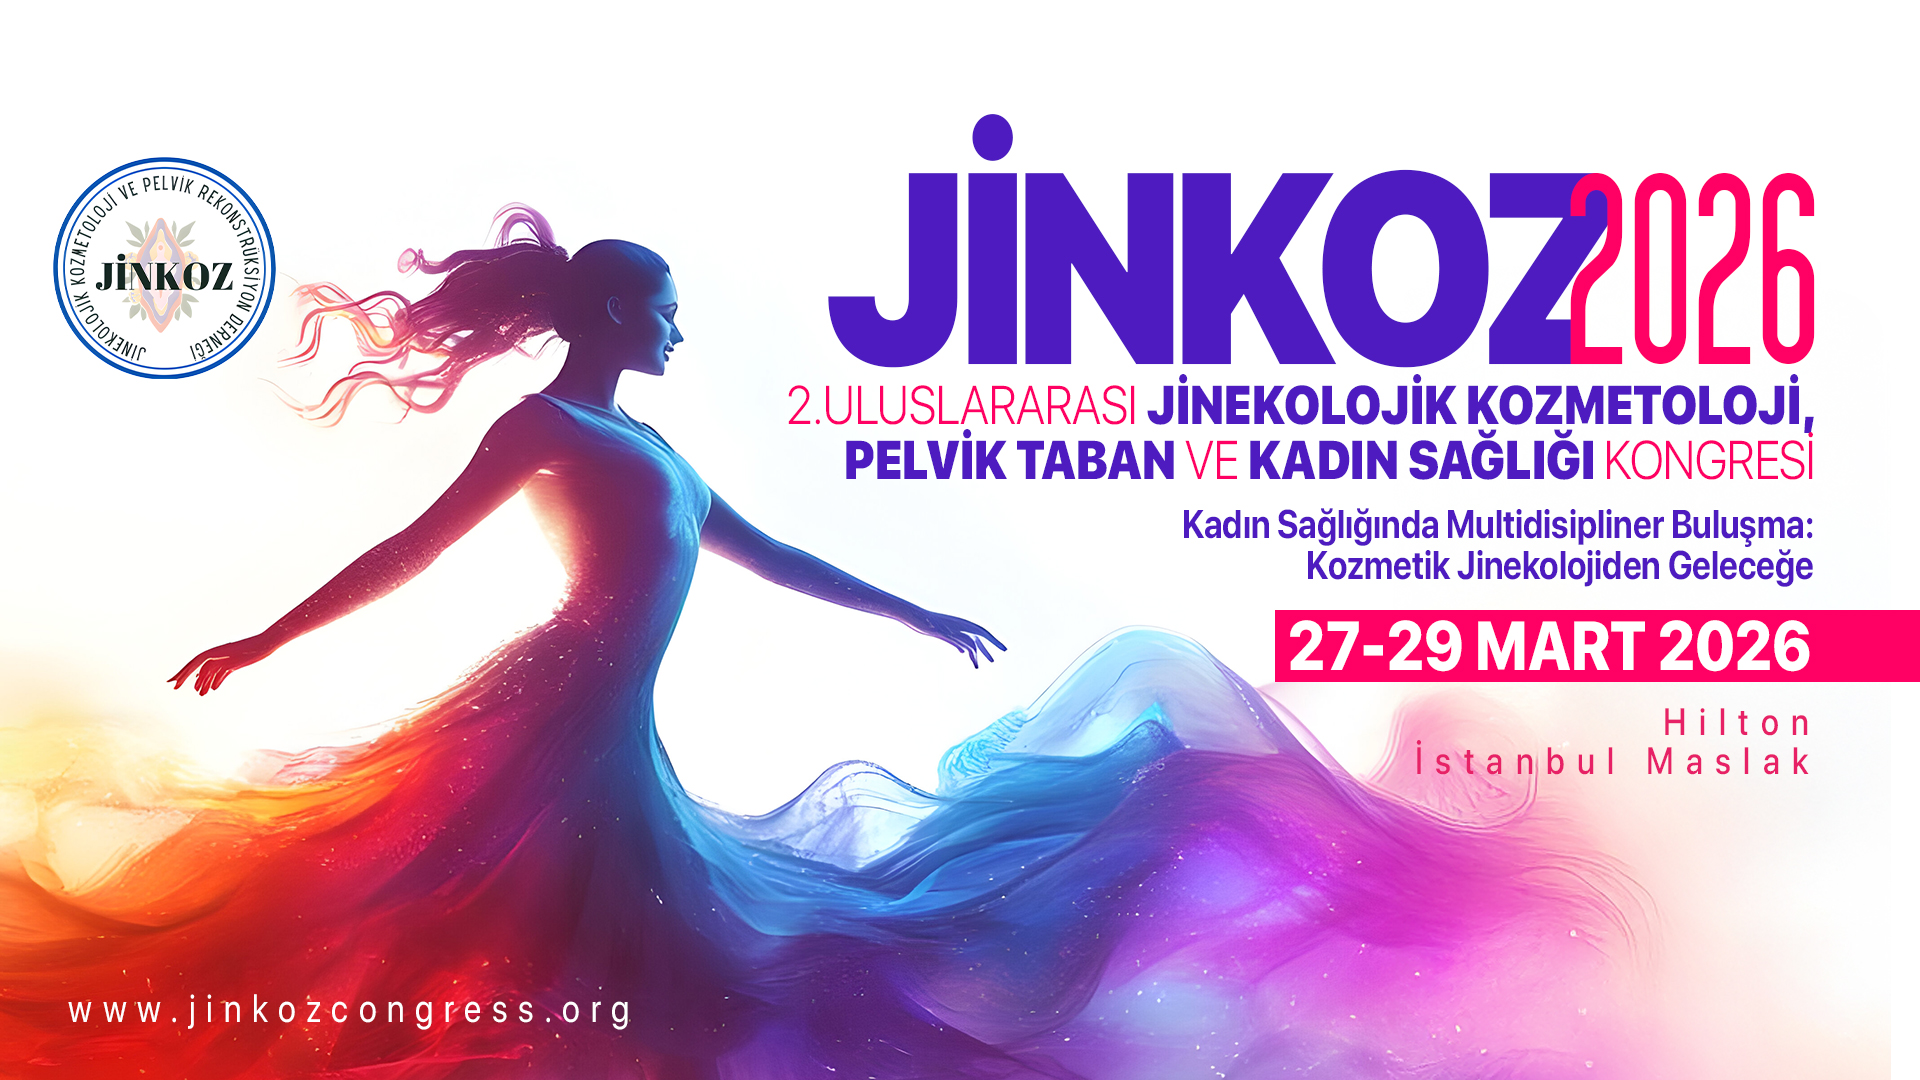 JİNEKOLOJİK KOZMETOLOJİ VE PELVİK REKONSTRÜKSİYON DERNEĞİ
JİNKOZ
JİNKOZ2026
2.ULUSLARARASI JİNEKOLOJİK KOZMETOLOJİ,
PELVİK TABAN VE KADIN SAĞLIĞI KONGRESİ
Kadın Sağlığında Multidisipliner Buluşma:
Kozmetik Jinekolojiden Geleceğe
27-29 MART 2026
Hilton
İstanbul Maslak
www.jinkozcongress.org